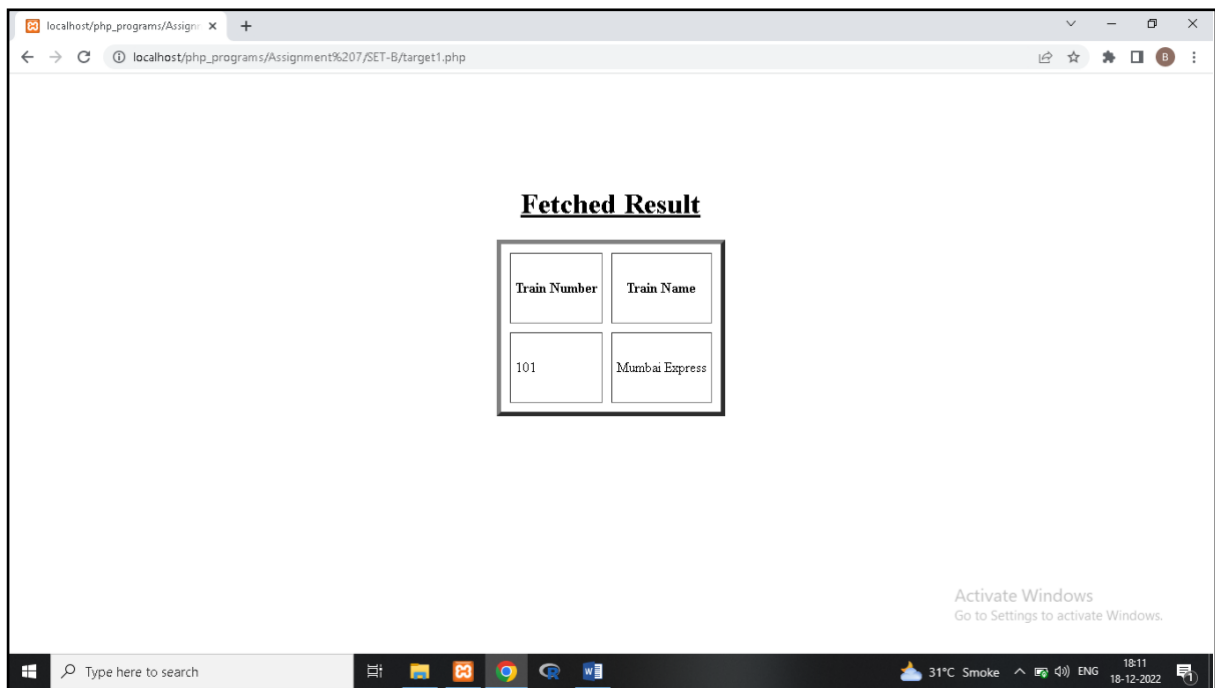 localhost/php_programs/Assign
localhost/php_programs/Assignment%207/SET-B/target1.php
B
Fetched Result
Train Number Train Name
101 Mumbai Express
Activate Windows
Go to Settings to activate Windows.
Type here to search
31°C Smoke
ENG
18:11
18-12-2022